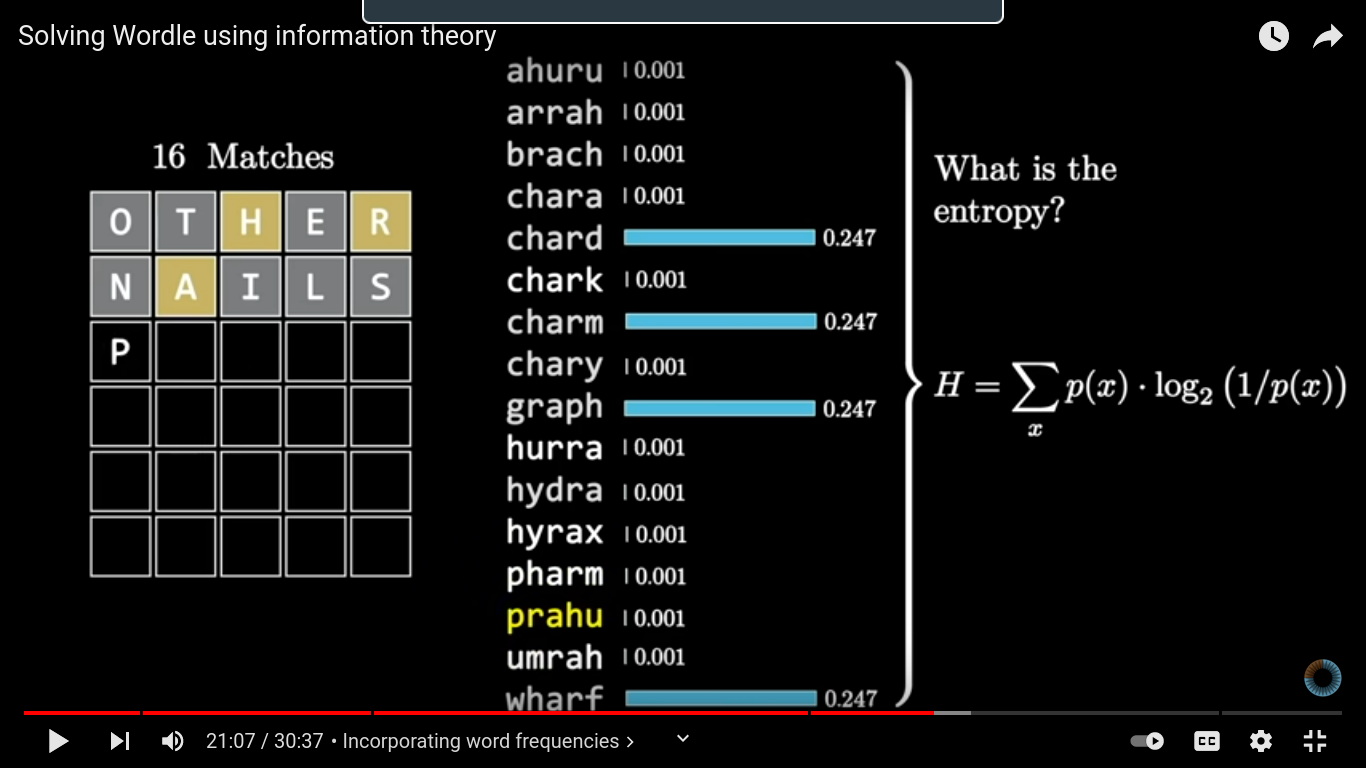 Solving Wordle using information theory
16 Matches
O T H E R
N A I L S
P
ahuru 0.001
arrah 0.001
brach 0.001
chara 0.001
chard 0.247
chark 0.001
charm 0.247
chary 0.001
graph 0.247
hurra 0.001
hydra 0.001
hyrax 0.001
pharm 0.001
prahu 0.001
umrah 0.001
wharf 0.247
What is the
entropy?
H = ∑ p(x) · log₂ (1/p(x))
x
21:07 / 30:37 • Incorporating word frequencies
CC